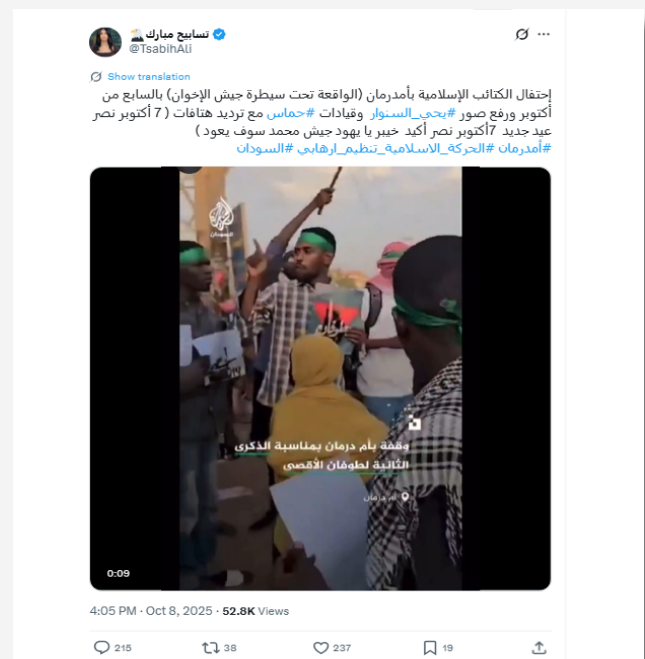 تسابيح مبارك
@TsabihAli
Show translation
إحتفال الكتائب الإسلامية بأمدرمان (الواقعة تحت سيطرة جيش الإخوان) بالسابع من
أكتوبر ورفع صور #يحي_السنوار وقيادات #حماس مع ترديد هتافات ( 7 أكتوبر نصر
عيد جديد 7أكتوبر نصر أكيد خيبر يا يهود جيش محمد سوف يعود )
#أمدرمان #الحركة_الاسلامية_تنظيم_ارهابي #السودان
السودان
طوفان
وقفة بأم درمان بمناسبة الذكرى
الثانية لطوفان الأقصى
أم درمان
0:09
4:05 PM · Oct 8, 2025 · 52.8K Views
215 38 237 19